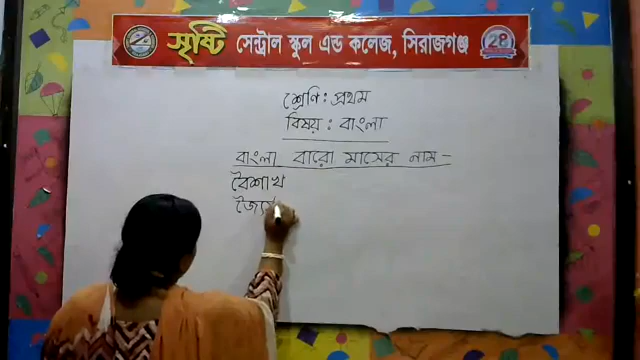 সৃষ্টি সেন্ট্রাল স্কুল এন্ড কলেজ, সিরাজগঞ্জ
শ্রেণি : প্রথম
বিষয় : বাংলা
বাংলা বারো মাসের নাম -
বৈশাখ